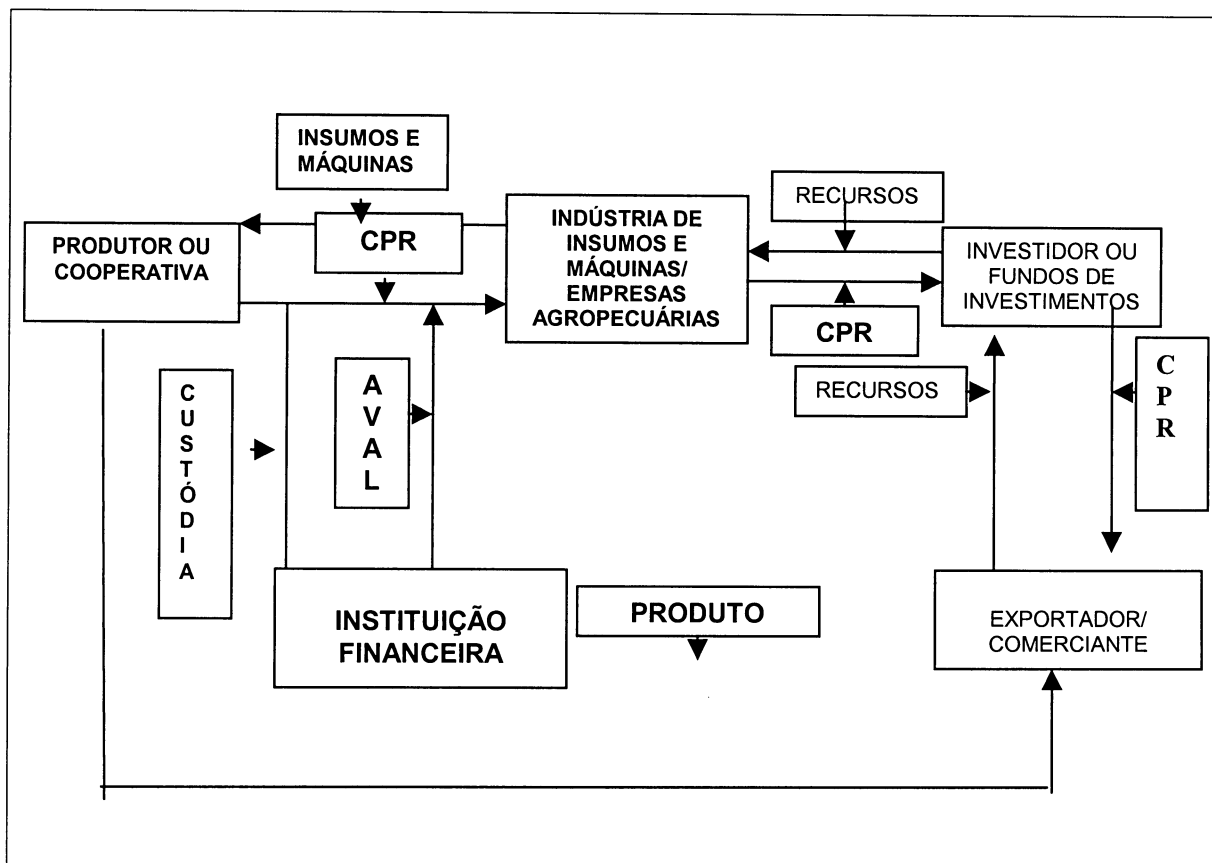 INSUMOS E
MÁQUINAS
PRODUTOR OU
COOPERATIVA
CPR
INDÚSTRIA DE
INSUMOS E
MÁQUINAS/
EMPRESAS
AGROPECUÁRIAS
RECURSOS
INVESTIDOR OU
FUNDOS DE
INVESTIMENTOS
CPR
RECURSOS
C
P
R
C
U
S
T
Ó
D
I
A
A
V
A
L
INSTITUIÇÃO
FINANCEIRA
PRODUTO
EXPORTADOR/
COMERCIANTE